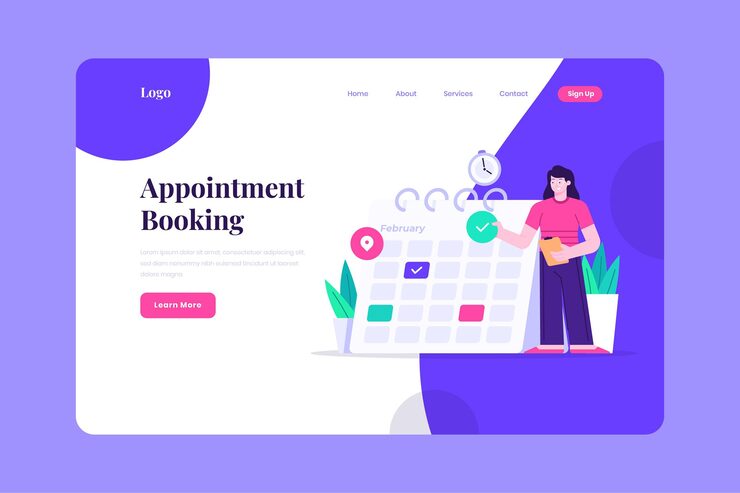 Logo
Home About Services Contact Sign Up
Appointment
Booking
Lorem ipsum dolor sit amet, consectetuer adipiscing elit,
sed diam nonummy nibh euismod tincidunt ut laoreet
dolore magna.
Learn More
February